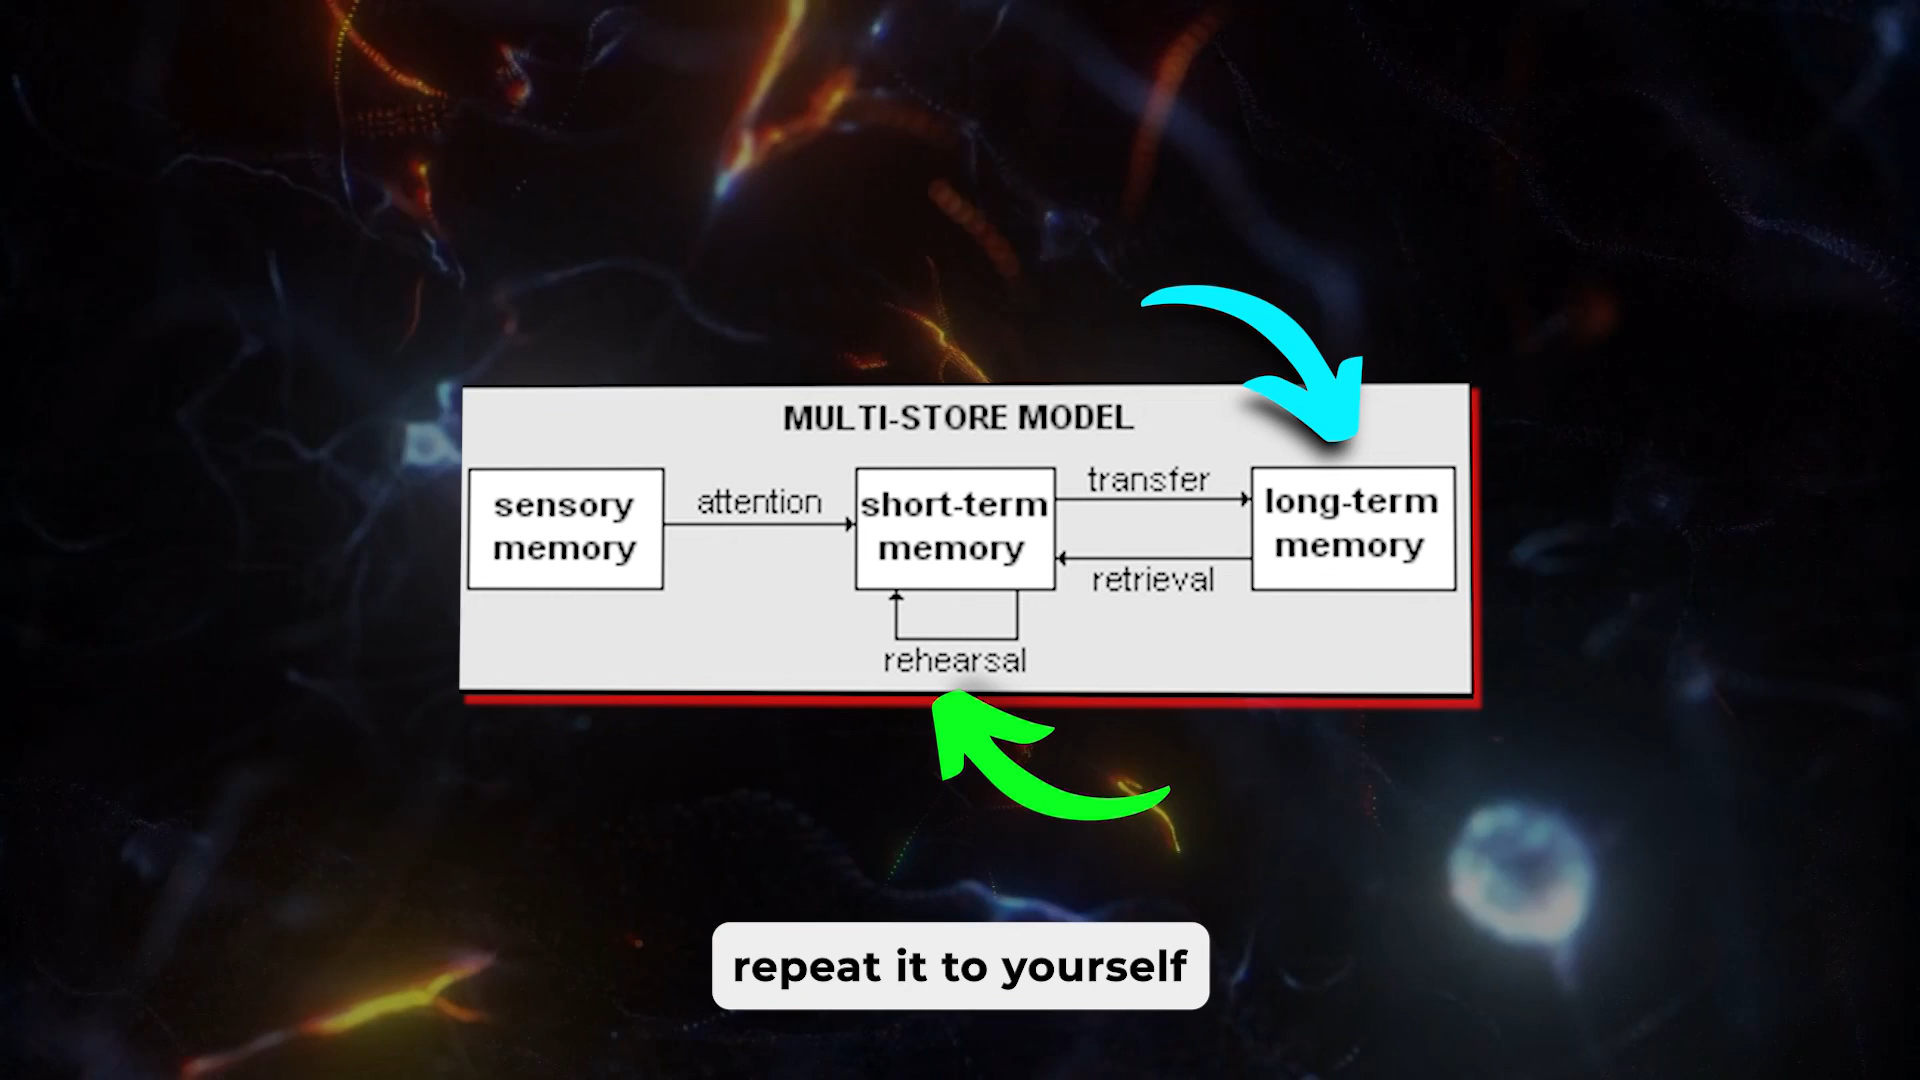 MULTI-STORE MODEL
sensory
memory
attention
short-term
memory
transfer
retrieval
long-term
memory
rehearsal
repeat it to yourself